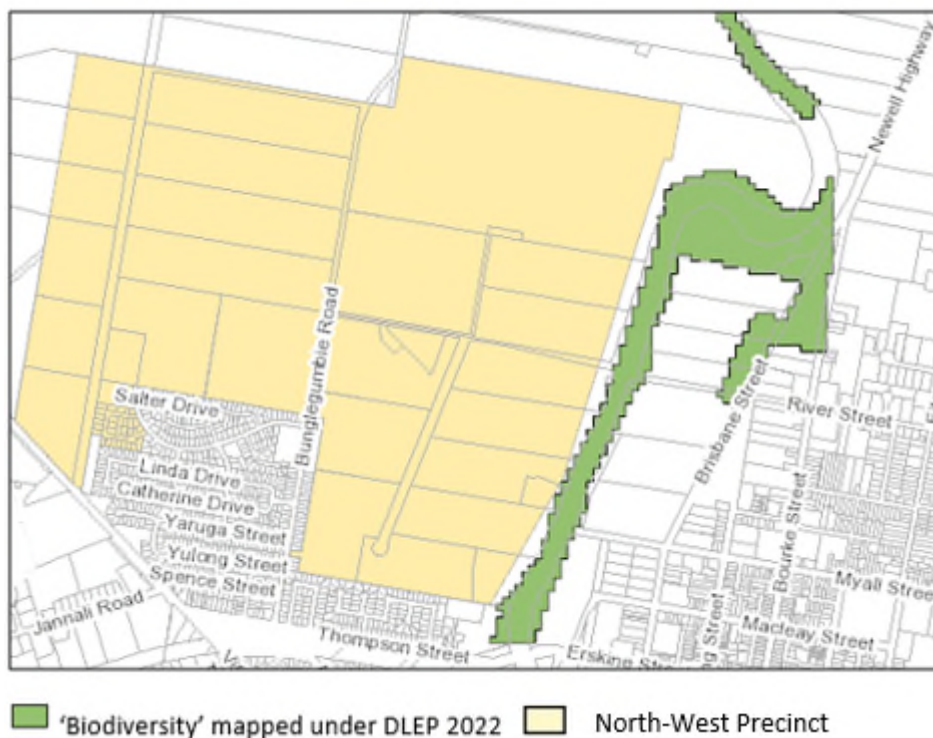 Newell Highway
Bunglegumbie Road
Salter Drive
Brisbane Street
River Street
Linda Drive
Catherine Drive
Yaruga Street
Yulong Street
Spence Street
Bourke Street
Myall Stree
Jannali Road
Macleay Street
Thompson Street
Erskine Stre
‘Biodiversity’ mapped under DLEP 2022
North-West Precinct